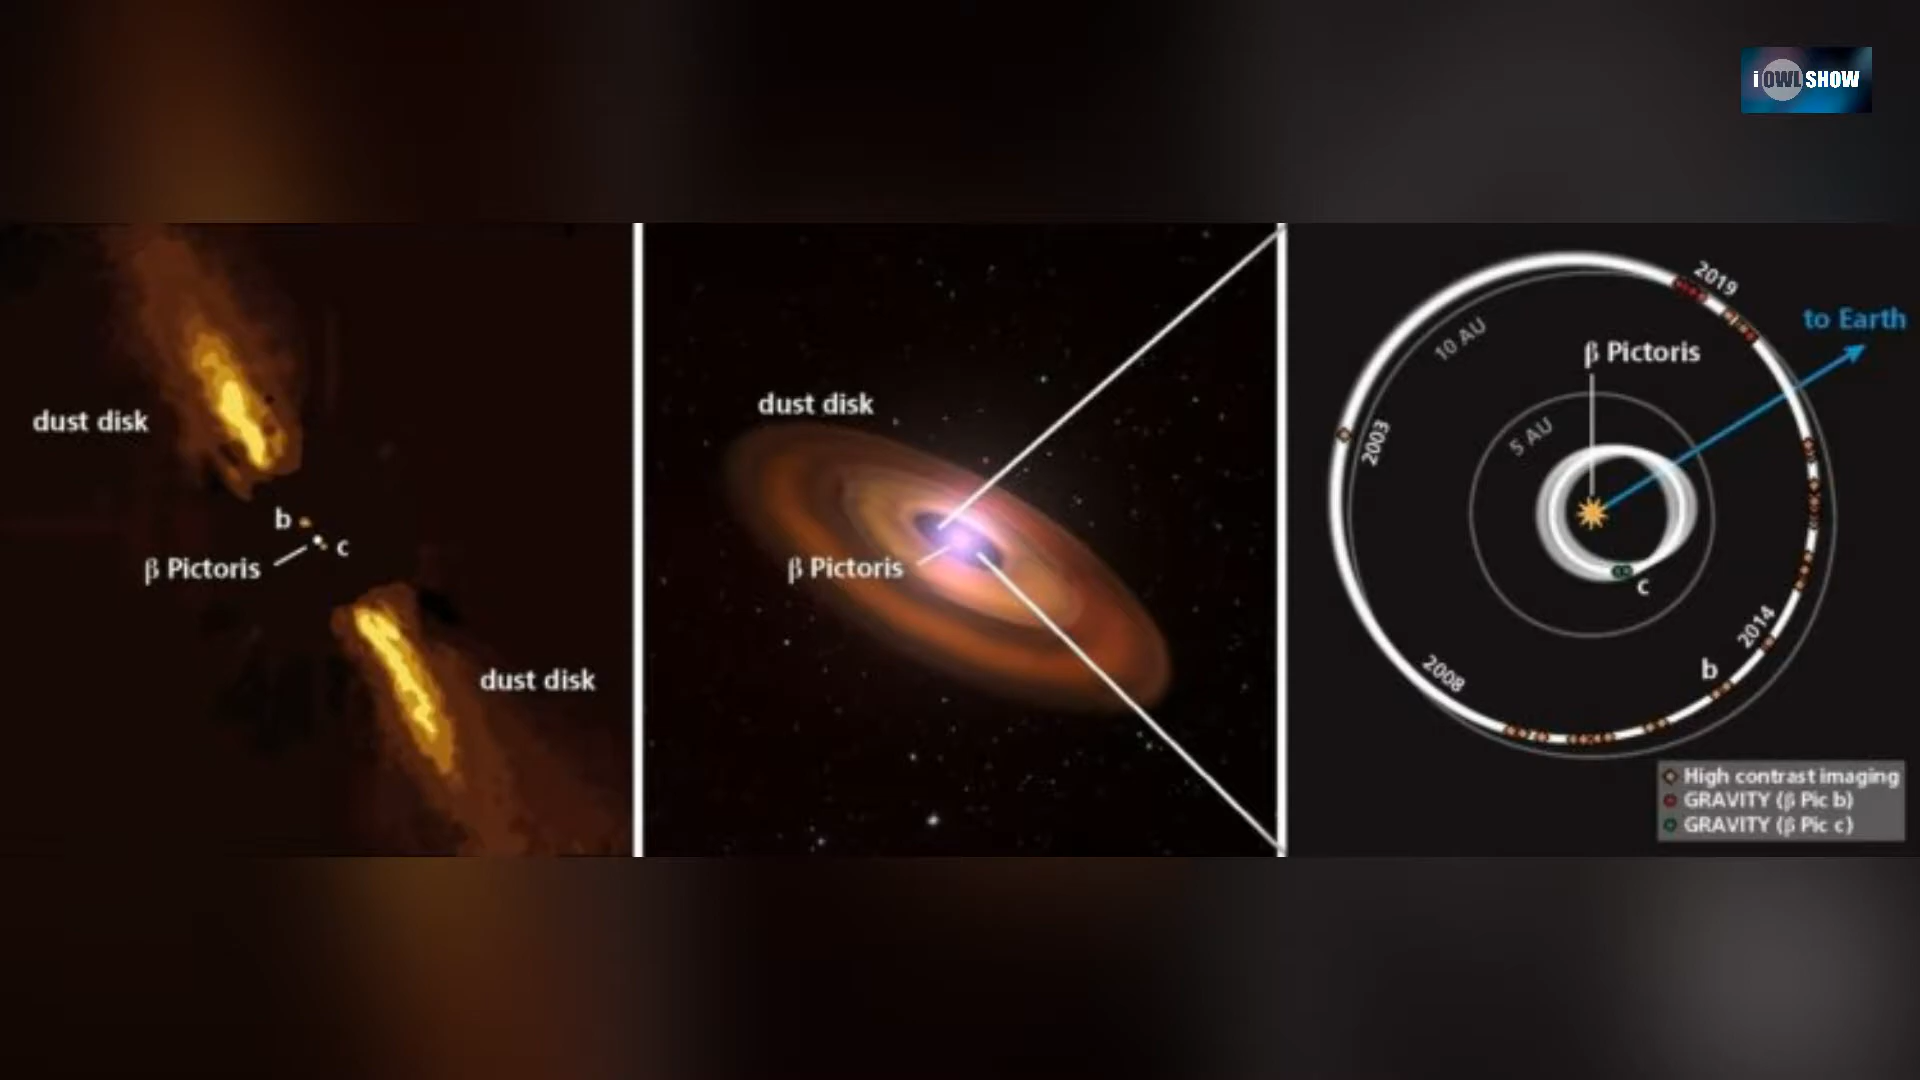 i OWL SHOW
dust disk
b
c
β Pictoris
dust disk
dust disk
β Pictoris
2019
to Earth
10 AU
β Pictoris
2003
5 AU
c
2014
b
2008
High contrast imaging
GRAVITY (β Pic b)
GRAVITY (β Pic c)